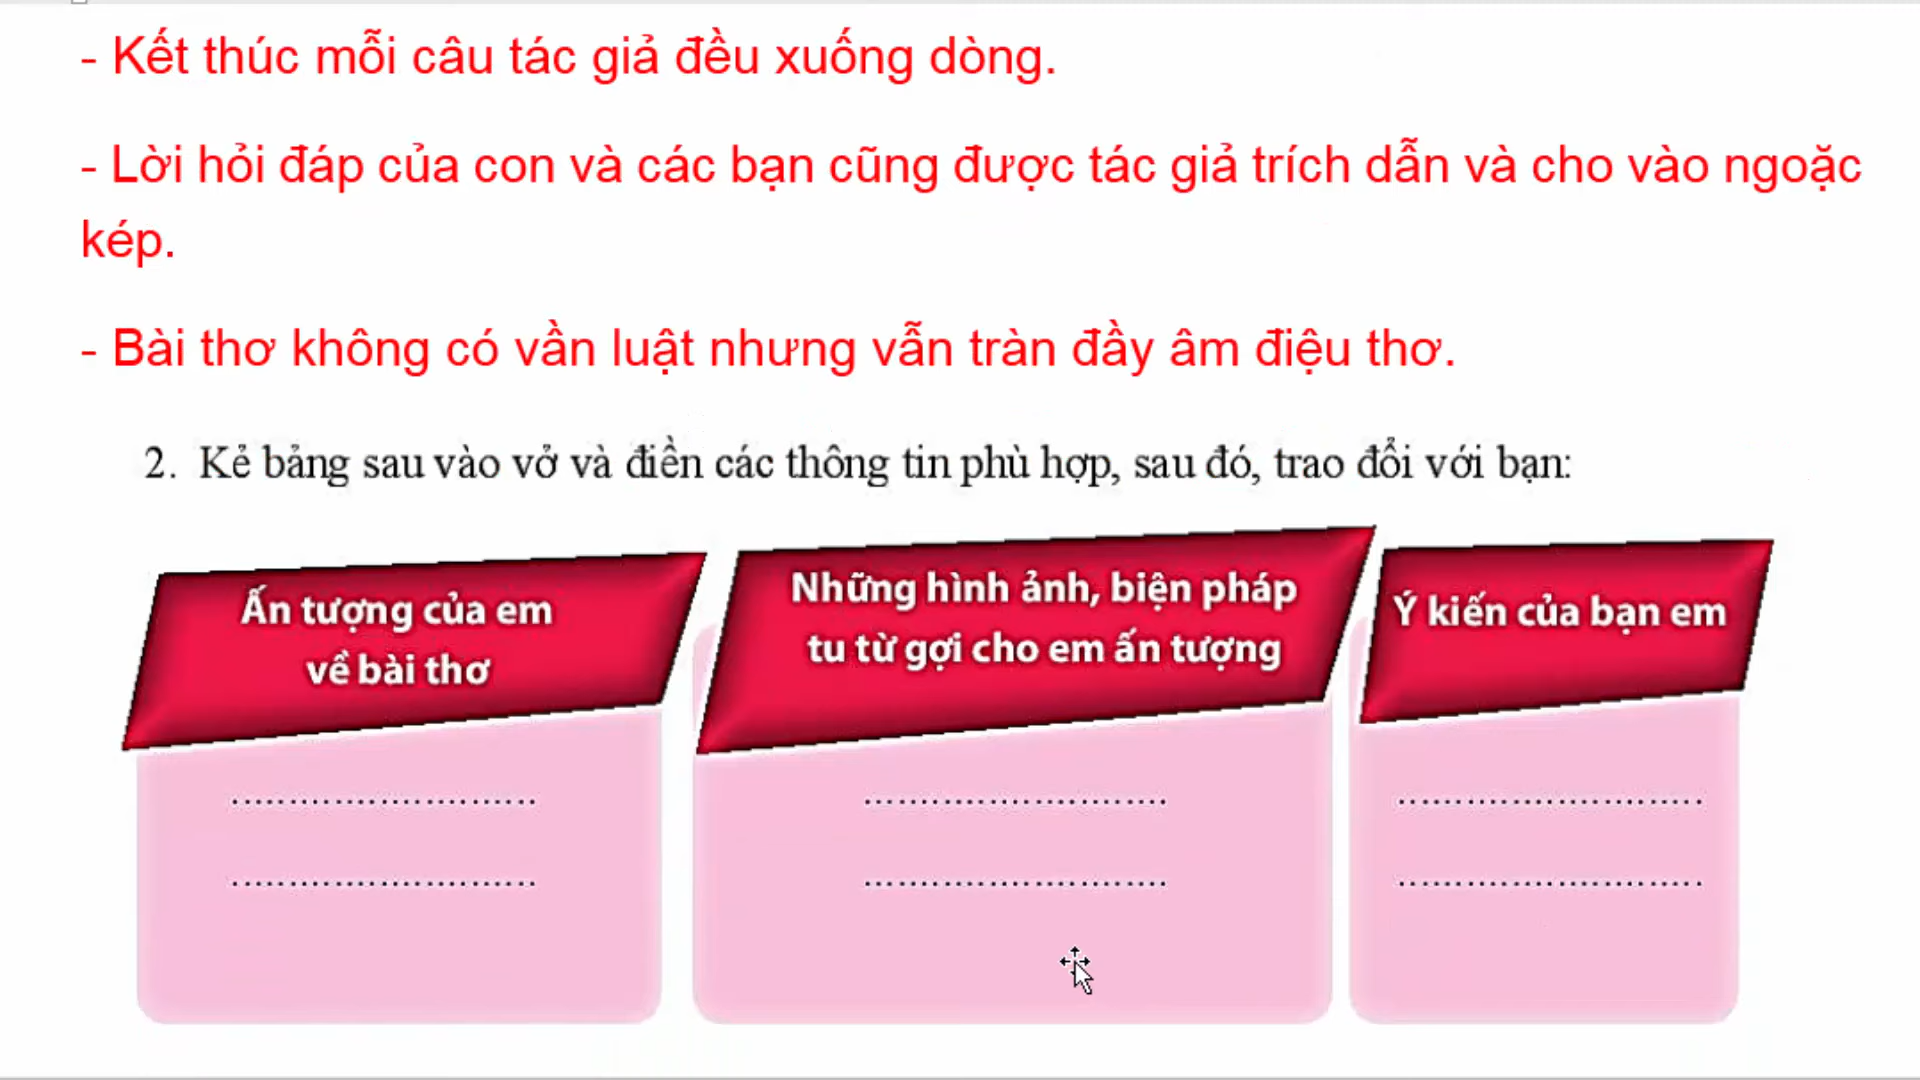 - Kết thúc mỗi câu tác giả đều xuống dòng.
- Lời hỏi đáp của con và các bạn cũng được tác giả trích dẫn và cho vào ngoặc
kép.
- Bài thơ không có vần luật nhưng vẫn tràn đầy âm điệu thơ.
2. Kẻ bảng sau vào vở và điền các thông tin phù hợp, sau đó, trao đổi với bạn:
Ấn tượng của em
về bài thơ
Những hình ảnh, biện pháp
tu từ gợi cho em ấn tượng
Ý kiến của bạn em
........................... ........................... ...........................
........................... ........................... ...........................